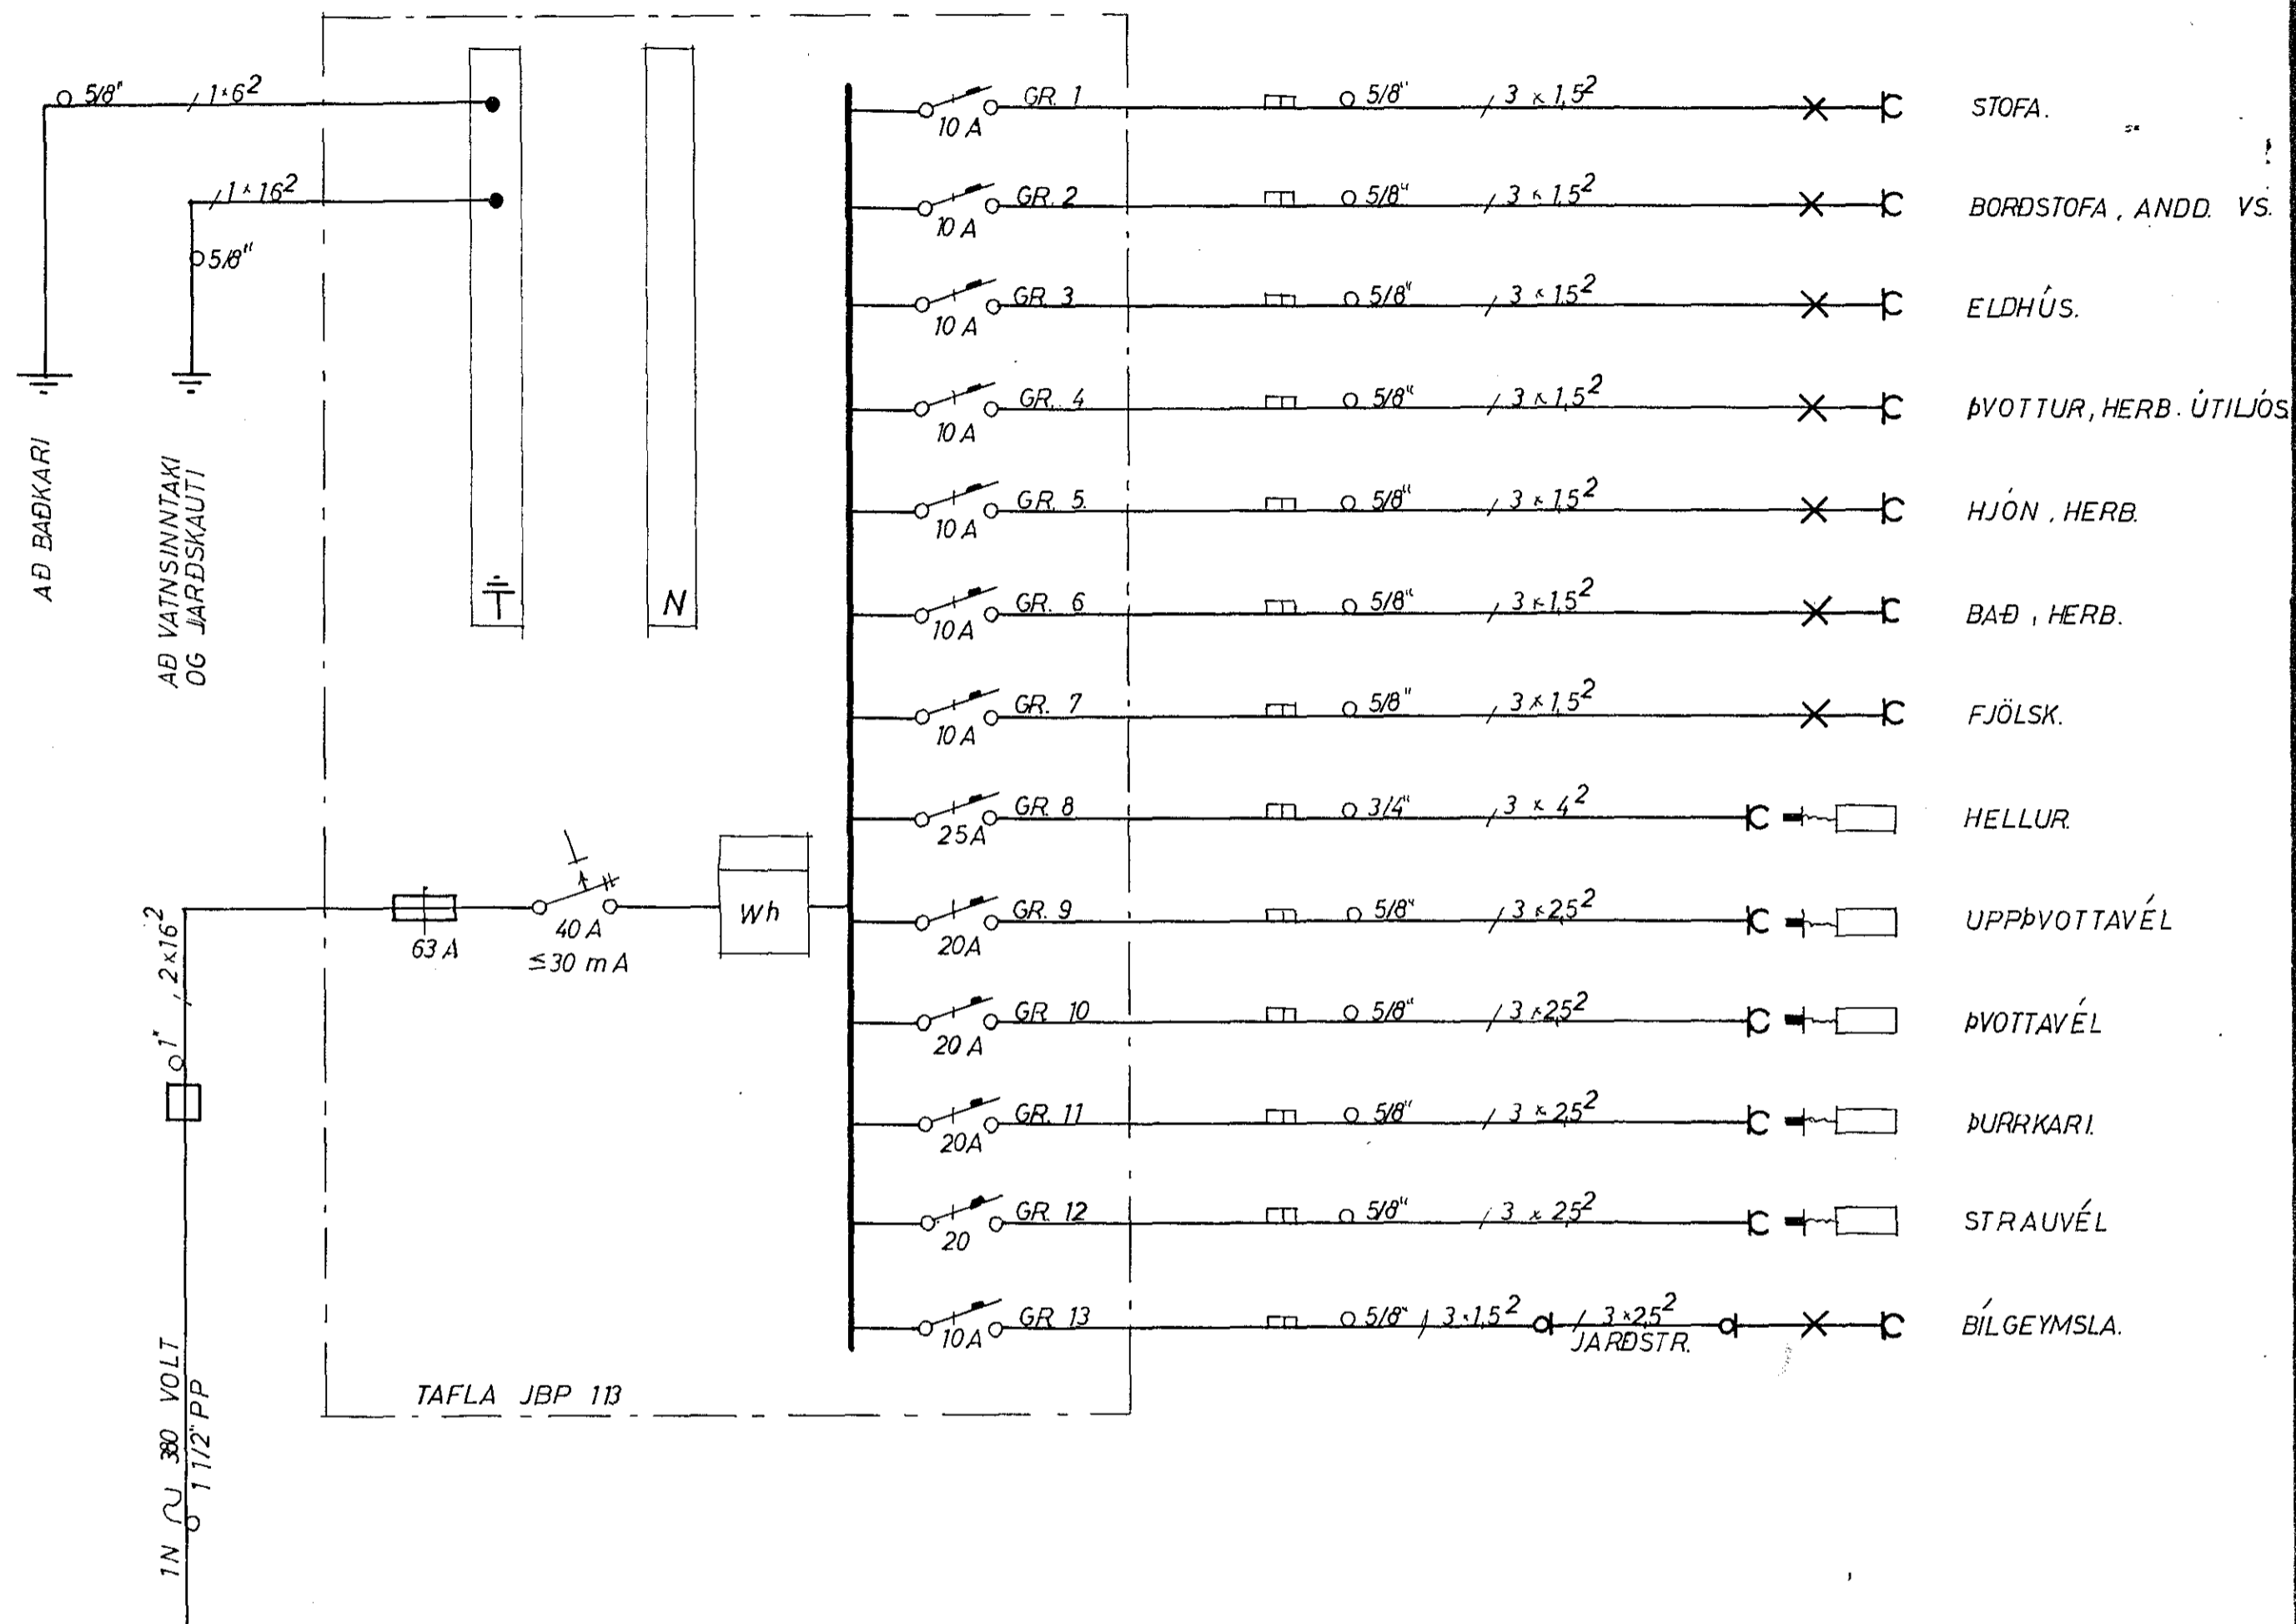 5/8" 1×6²
1×16²
5/8"
AÐ BAÐKARI
AÐ VATNSINNTAKI
OG JARÐSKAUTI
N
10 A GR. 1 5/8" 3 x 1,5² STOFA.
10 A GR. 2 5/8" 3 x 1,5² BORÐSTOFA, ANDD. VS.
10 A GR. 3 5/8" 3 x 1,5² ELDHÚS.
10 A GR. 4 5/8" 3 x 1,5² ÞVOTTUR, HERB. ÚTILJÓS
10 A GR. 5. 5/8" 3 x 1,5² HJÓN, HERB.
10 A GR. 6 5/8" 3 x 1,5² BAÐ, HERB.
10 A GR. 7 5/8" 3 x 1,5² FJÖLSK.
25A GR. 8 3/4" 3 x 4² HELLUR.
20A GR. 9 5/8" 3 x 2,5² UPPÞVOTTAVÉL
20 A GR 10 5/8" 3 x 2,5² ÞVOTTAVÉL
20A GR. 11 5/8" 3 x 2,5² ÞURRKARI.
20 GR. 12 5/8" 3 x 2,5² STRAUVÉL
10A GR. 13 5/8" 3 x 1,5² 3 x 2,5² BÍLGEYMSLA.
JARÐSTR.
63 A
40 A
≤30 mA
Wh
1" 2×16²
1N ~ 380 VOLT
1 1/2" PP
TAFLA JBP 113